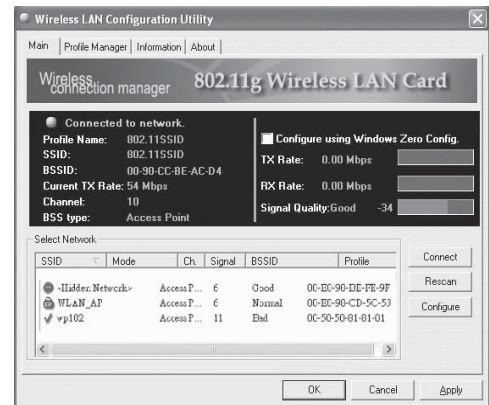 Wireless LAN Configuration Utility
Main Profile Manager Information About
Wireless connection manager 802.11g Wireless LAN Card
Connected to network.
Profile Name: 802.11SSID
SSID: 802.11SSID
BSSID: 00-90-CC-BE-AC-D4
Current TX Rate: 54 Mbps
Channel: 10
BSS type: Access Point
Configure using Windows Zero Config.
TX Rate: 0.00 Mbps
RX Rate: 0.00 Mbps
Signal Quality:Good -34
Select Network
SSID Mode Ch. Signal BSSID Profile
<Hidden Network> Access P... 6 Good 00-E0-98-DE-FE-9F
WLAN_AP Access P... 6 Normal 00-E0-98-CD-5C-53
vp102 Access P... 11 Bad 00-50-50-81-81-01
Connect
Rescan
Configure
OK Cancel Apply